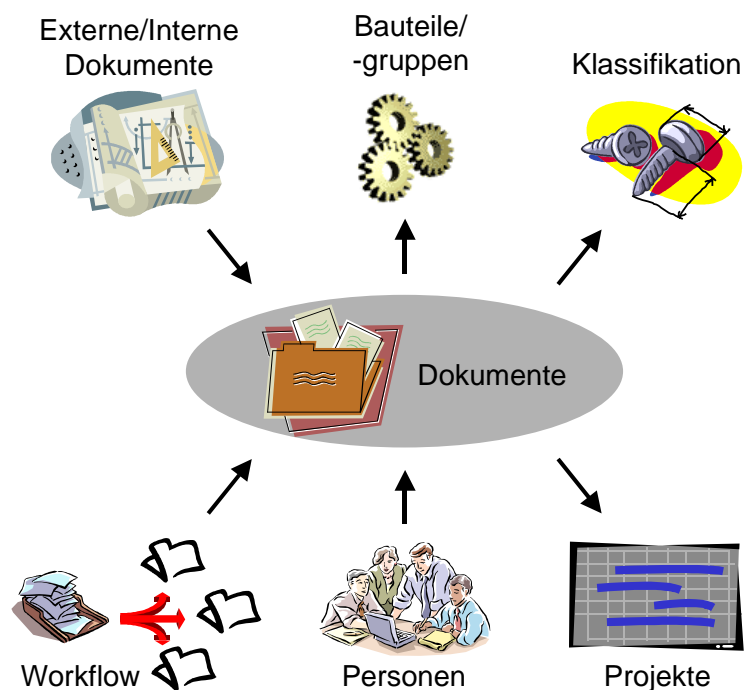 Externe/Interne
Dokumente
Bauteile/
-gruppen
Klassifikation
Dokumente
Workflow
Personen
Projekte